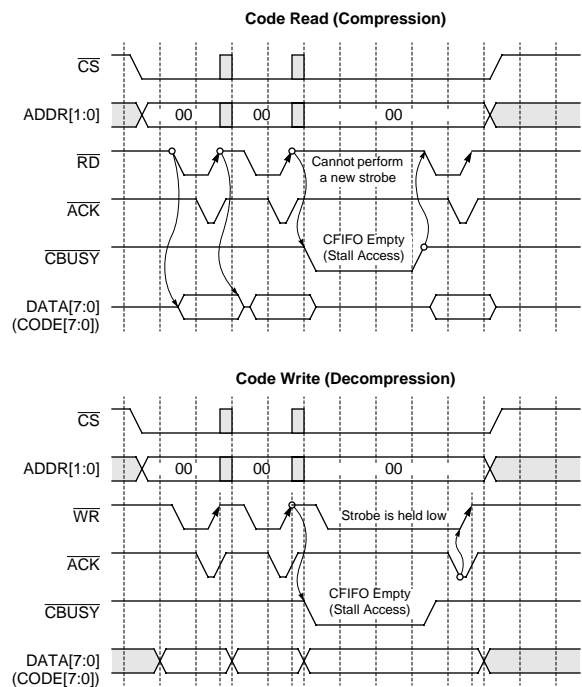 Code Read (Compression)
CS
ADDR[1:0]
00
00
00
RD
Cannot perform
a new strobe
ACK
CBUSY
CFIFO Empty
(Stall Access)
DATA[7:0]
(CODE[7:0])
Code Write (Decompression)
CS
ADDR[1:0]
00
00
00
WR
Strobe is held low
ACK
CBUSY
CFIFO Empty
(Stall Access)
DATA[7:0]
(CODE[7:0])